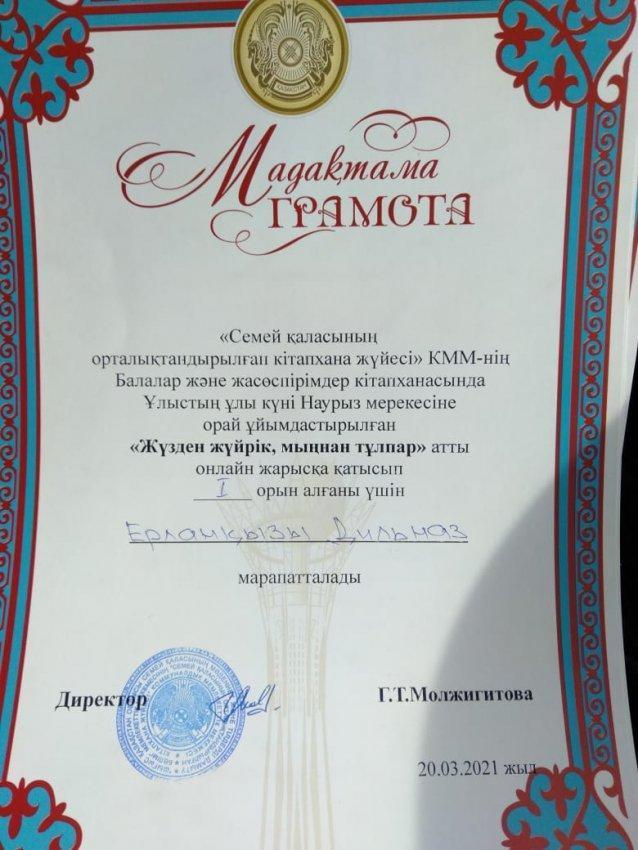 ҚАЗАҚСТАН
Мадақтама
ГРАМОТА
«Семей қаласының
орталықтандырылған кітапхана жүйесі» КММ-нің
Балалар және жасөспірімдер кітапханасында
Ұлыстың ұлы күні Наурыз мерекесіне
орай ұйымдастырылған
«Жүзден жүйрік, мыңнан тұлпар» атты
онлайн жарысқа қатысып
I орын алғаны үшін
Ерланқызы Дильназ
марапатталады
Директор
Г.Т.Молжигитова
20.03.2021 жыл